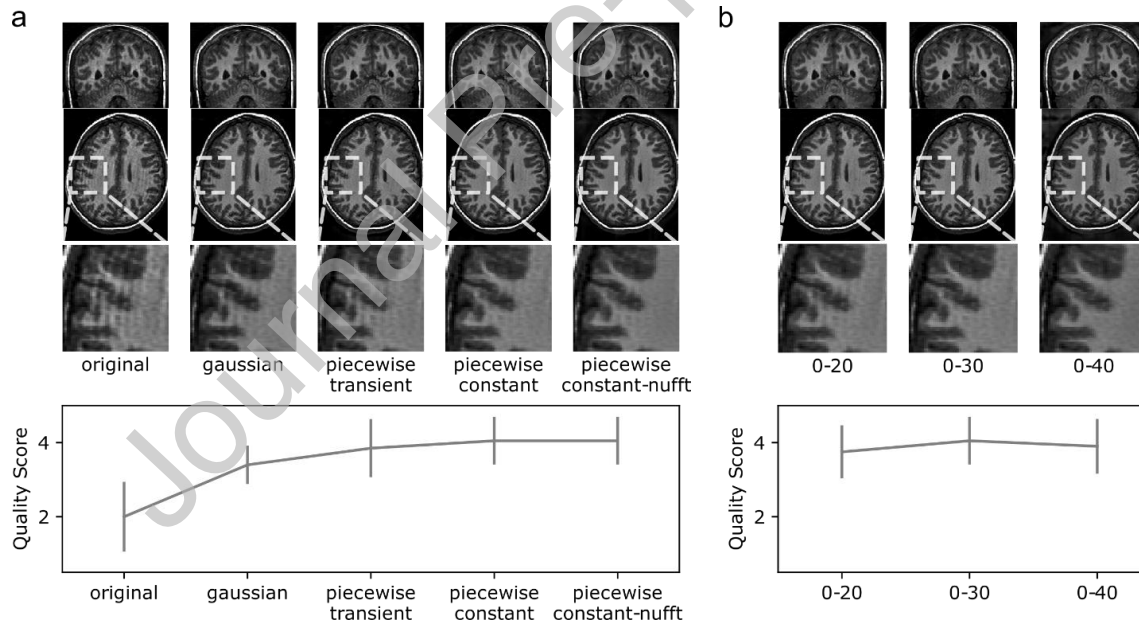 a
b
original
gaussian
piecewise
transient
piecewise
constant
piecewise
constant-nufft
0-20
0-30
0-40
Journal Pre-
Quality Score
4
2
original
gaussian
piecewise
transient
piecewise
constant
piecewise
constant-nufft
Quality Score
4
2
0-20
0-30
0-40